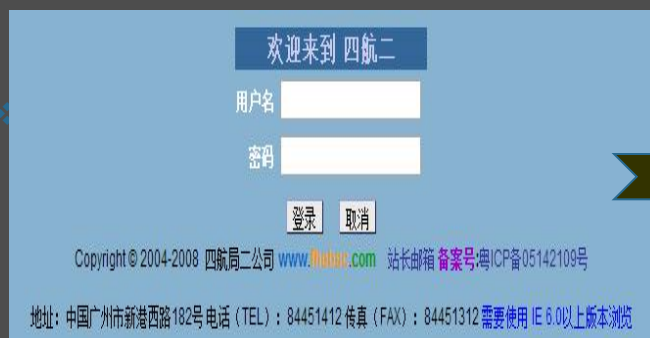 欢迎来到 四航二
用户名
密码
登录 取消
Copyright © 2004-2008 四航局二公司 www. .com 站长邮箱 备案号:粤ICP备05142109号
地址：中国广州市新港西路182号 电话（TEL）：84451412 传真（FAX）：84451312 需要使用 IE 6.0以上版本浏览